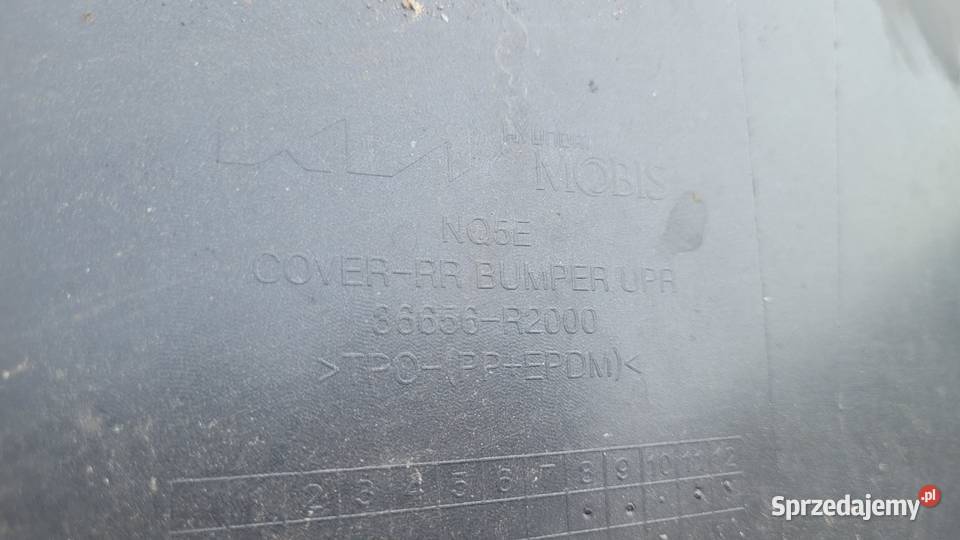 KIA HYUNDAI MOBIS
NQ5E
COVER-RR BUMPER UPR
86656-R2000
>TPO-(PP-EPDM)<
1 2 3 4 5 6 7 8 9 10 11 12
Sprzedajemy.pl